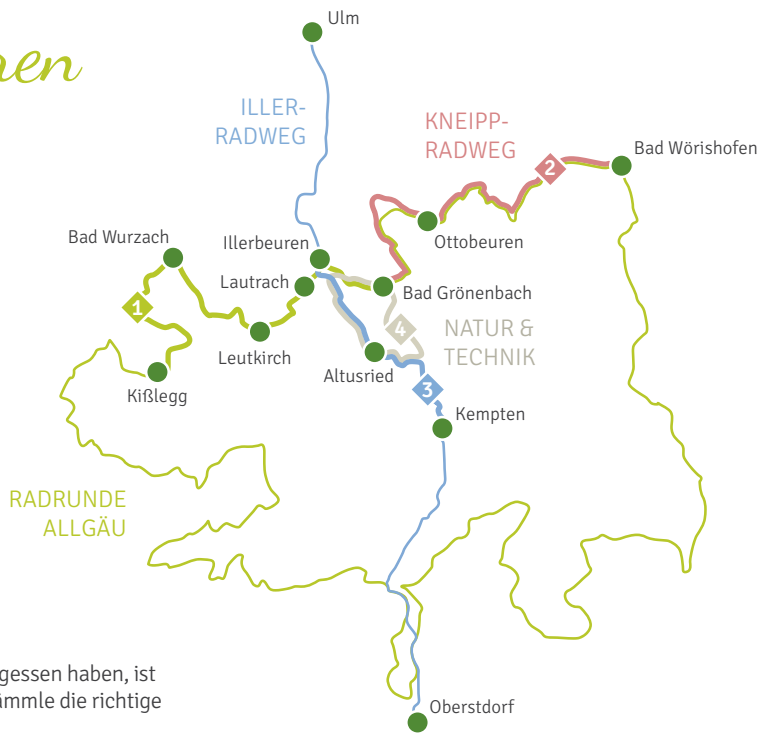 nen
Ulm
ILLER-
RADWEG
KNEIPP-
RADWEG
2
Bad Wörishofen
Bad Wurzach
Illerbeuren
Ottobeuren
Lautrach
Bad Grönenbach
1
4
NATUR &
TECHNIK
Leutkirch
Altusried
Kißlegg
3
Kempten
RADRUNDE
ALLGÄU
gessen haben, ist
ämmle die richtige
Oberstdorf